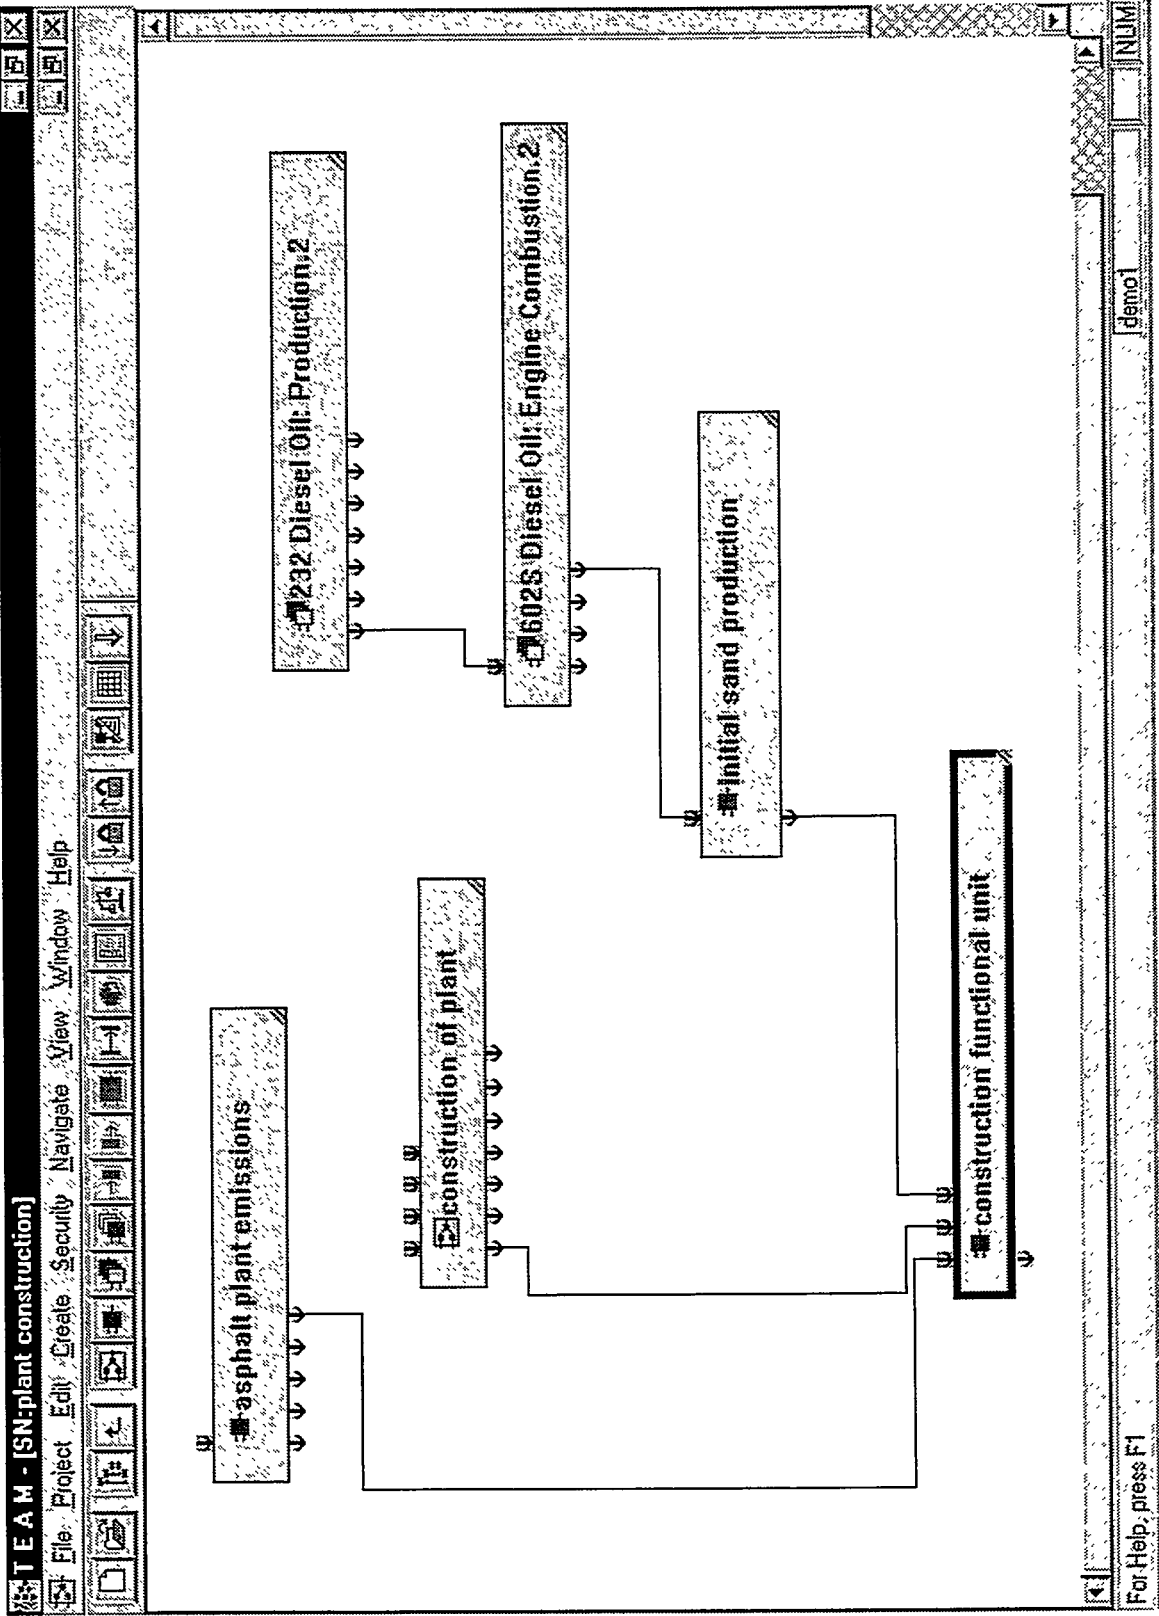 T E A M - [SN:plant construction]
File Project Edit Create Security Navigate View Window Help
232 Diesel Oil: Production.2
asphalt plant emissions
construction of plant
602S Diesel Oil: Engine Combustion.2
initial sand production
construction functional unit
For Help, press F1
demo1
NUM